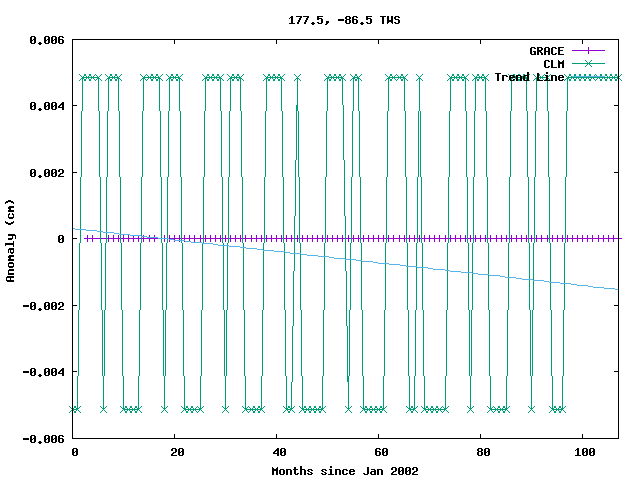 177.5, -86.5 TWS
GRACE
CLM
Trend Line
0.006
0.004
0.002
0
-0.002
-0.004
-0.006
Anomaly (cm)
0 20 40 60 80 100
Months since Jan 2002